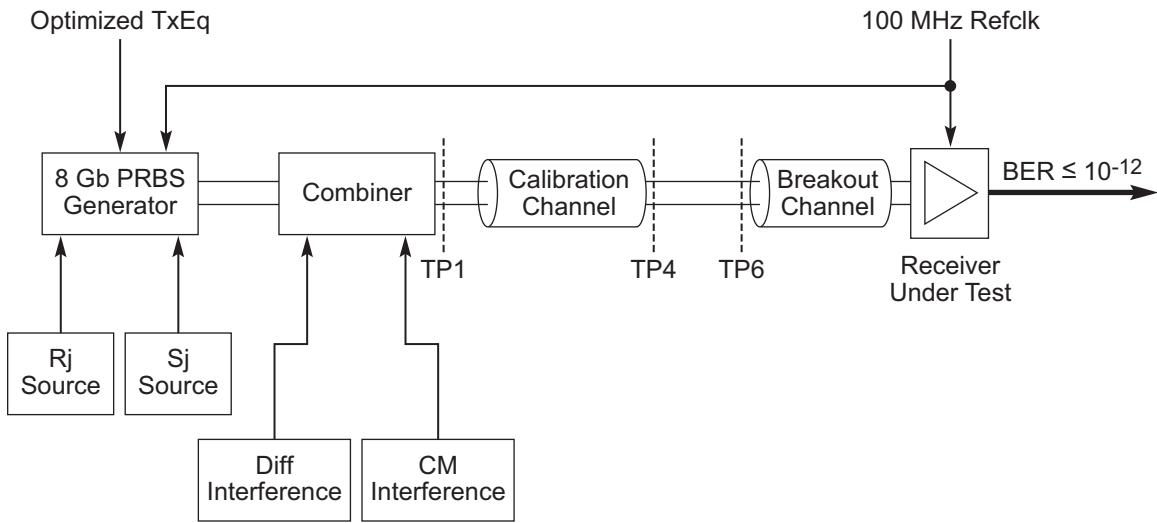 Optimized TxEq
100 MHz Refclk
8 Gb PRBS
Generator
Combiner
Calibration
Channel
Breakout
Channel
BER ≤ 10-12
TP1
TP4
TP6
Receiver
Under Test
Rj
Source
Sj
Source
Diff
Interference
CM
Interference